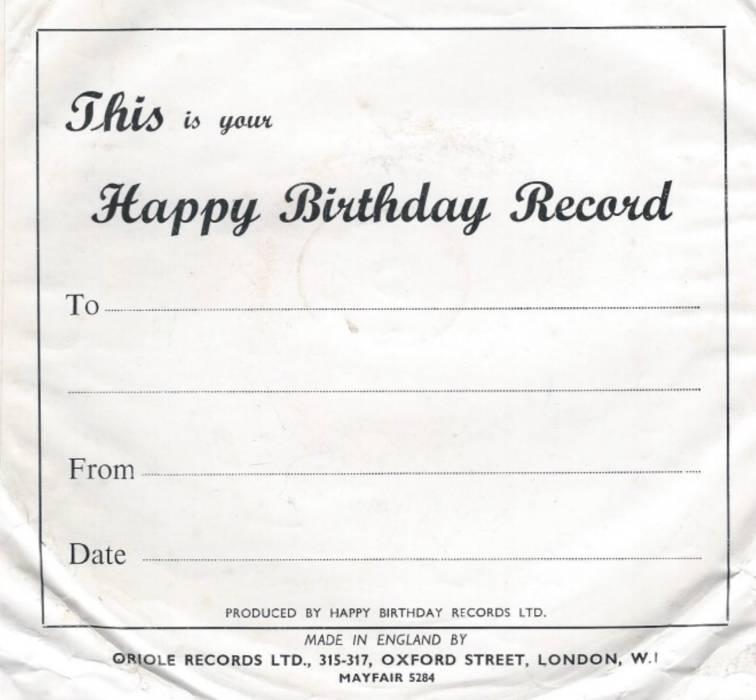 This is your
Happy Birthday Record
To
From
Date
PRODUCED BY HAPPY BIRTHDAY RECORDS LTD.
MADE IN ENGLAND BY
ORIOLE RECORDS LTD., 315-317, OXFORD STREET, LONDON, W.1
MAYFAIR 5284